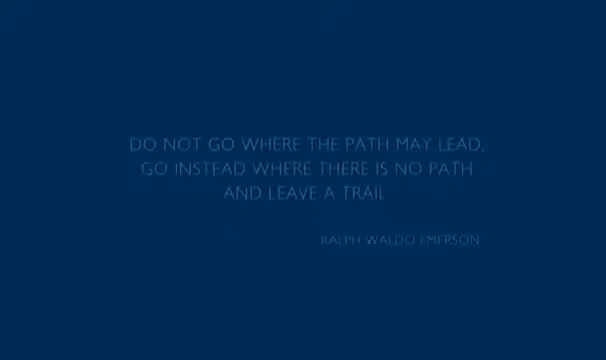 DO NOT GO WHERE THE PATH MAY LEAD,
GO INSTEAD WHERE THERE IS NO PATH
AND LEAVE A TRAIL
RALPH WALDO EMERSON